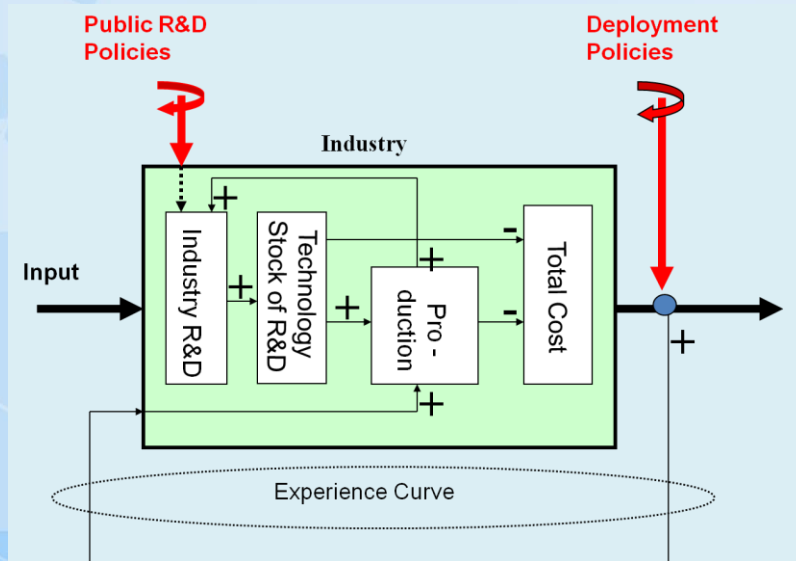 Public R&D
Policies
Deployment
Policies
Industry
Input
Industry R&D
Technology
Stock of R&D
Pro -
duction
Total Cost
+
+
+
+
+
-
-
+
Experience Curve